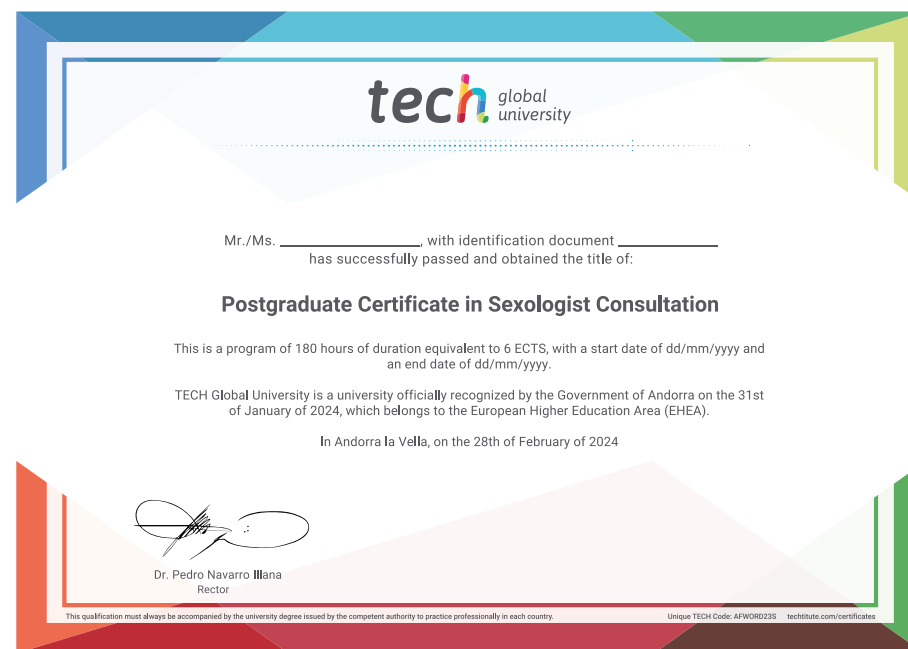 tech global
university
Mr./Ms. ____________, with identification document ____________
has successfully passed and obtained the title of:
Postgraduate Certificate in Sexologist Consultation
This is a program of 180 hours of duration equivalent to 6 ECTS, with a start date of dd/mm/yyyy and
an end date of dd/mm/yyyy.
TECH Global University is a university officially recognized by the Government of Andorra on the 31st
of January of 2024, which belongs to the European Higher Education Area (EHEA).
In Andorra la Vella, on the 28th of February of 2024
Dr. Pedro Navarro Illana
Rector
This qualification must always be accompanied by the university degree issued by the competent authority to practice professionally in each country. Unique TECH Code: AFWORD23S techtitute.com/certificates